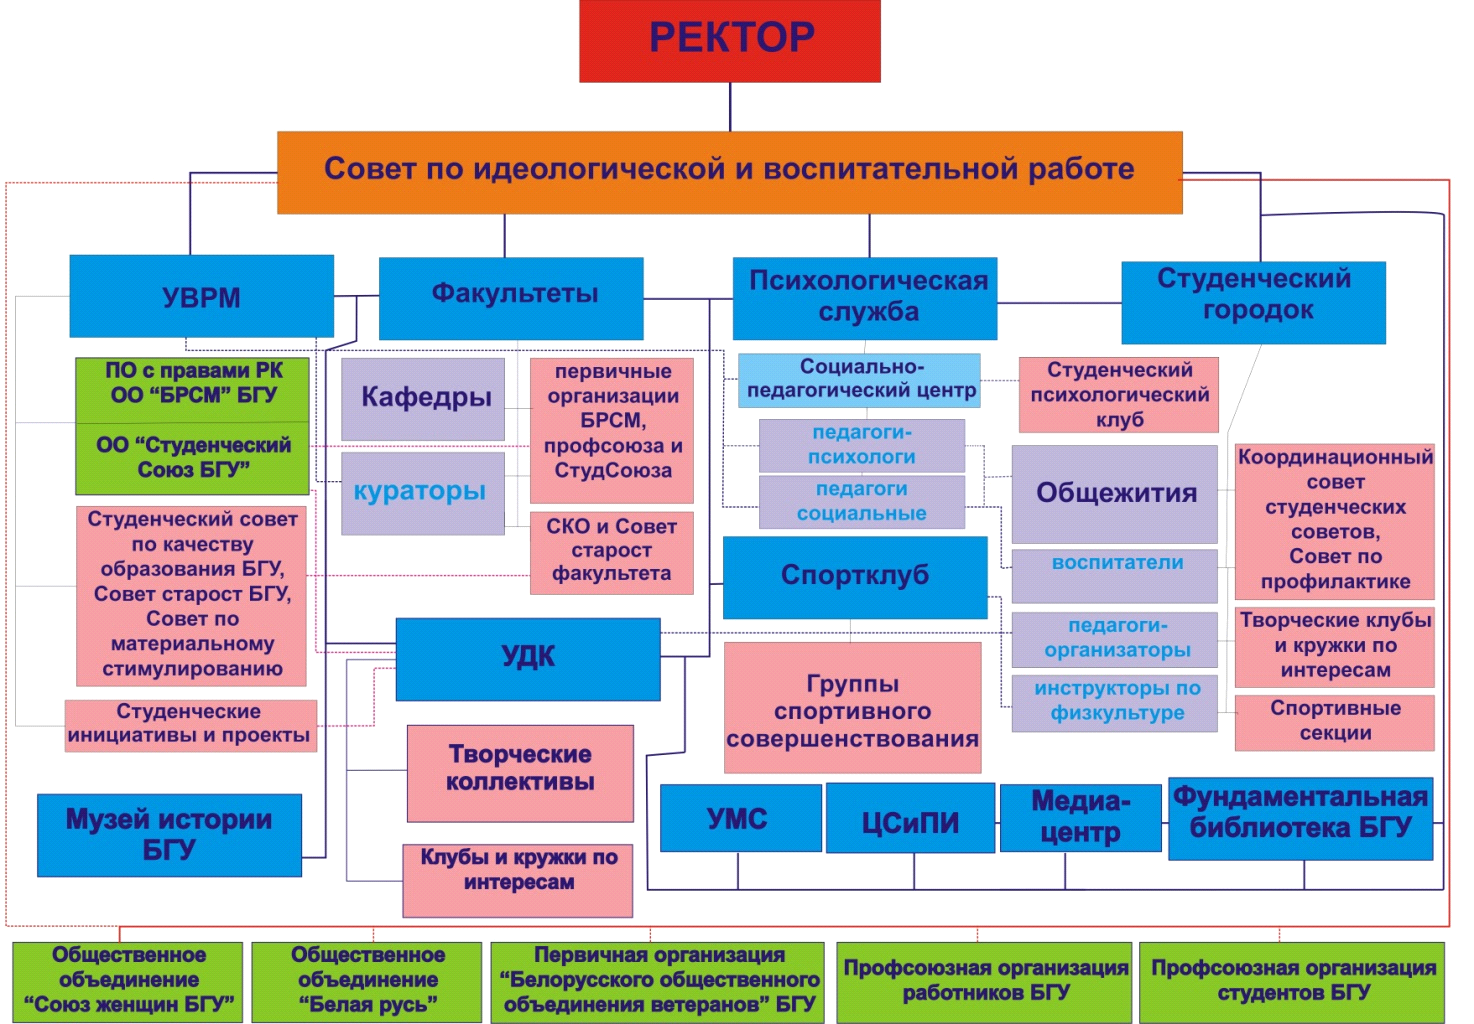 РЕКТОР
Совет по идеологической и воспитательной работе
УВРМ
Факультеты
Психологическая
служба
Студенческий
городок
ПО с правами РК
ОО “БРСМ” БГУ
ОО “Студенческий
Союз БГУ”
Студенческий совет
по качеству
образования БГУ,
Совет старост БГУ,
Совет по
материальному
стимулированию
Студенческие
инициативы и проекты
Музей истории
БГУ
Кафедры
кураторы
первичные
организации
БРСМ,
профсоюза и
СтудСоюза
СКО и Совет
старост
факультета
УДК
Творческие
коллективы
Клубы и кружки по
интересам
Социально-
педагогический центр
педагоги-
психологи
педагоги
социальные
Спортклуб
Группы
спортивного
совершенствования
Студенческий
психологический
клуб
Общежития
воспитатели
педагоги-
организаторы
инструкторы по
физкультуре
Координационный
совет
студенческих
советов,
Совет по
профилактике
Творческие клубы
и кружки по
интересам
Спортивные
секции
УМС
ЦСиПИ
Медиа-
центр
Фундаментальная
библиотека БГУ
Общественное
объединение
“Союз женщин БГУ”
Общественное
объединение
“Белая русь”
Первичная организация
“Белорусского общественного
объединения ветеранов” БГУ
Профсоюзная организация
работников БГУ
Профсоюзная организация
студентов БГУ